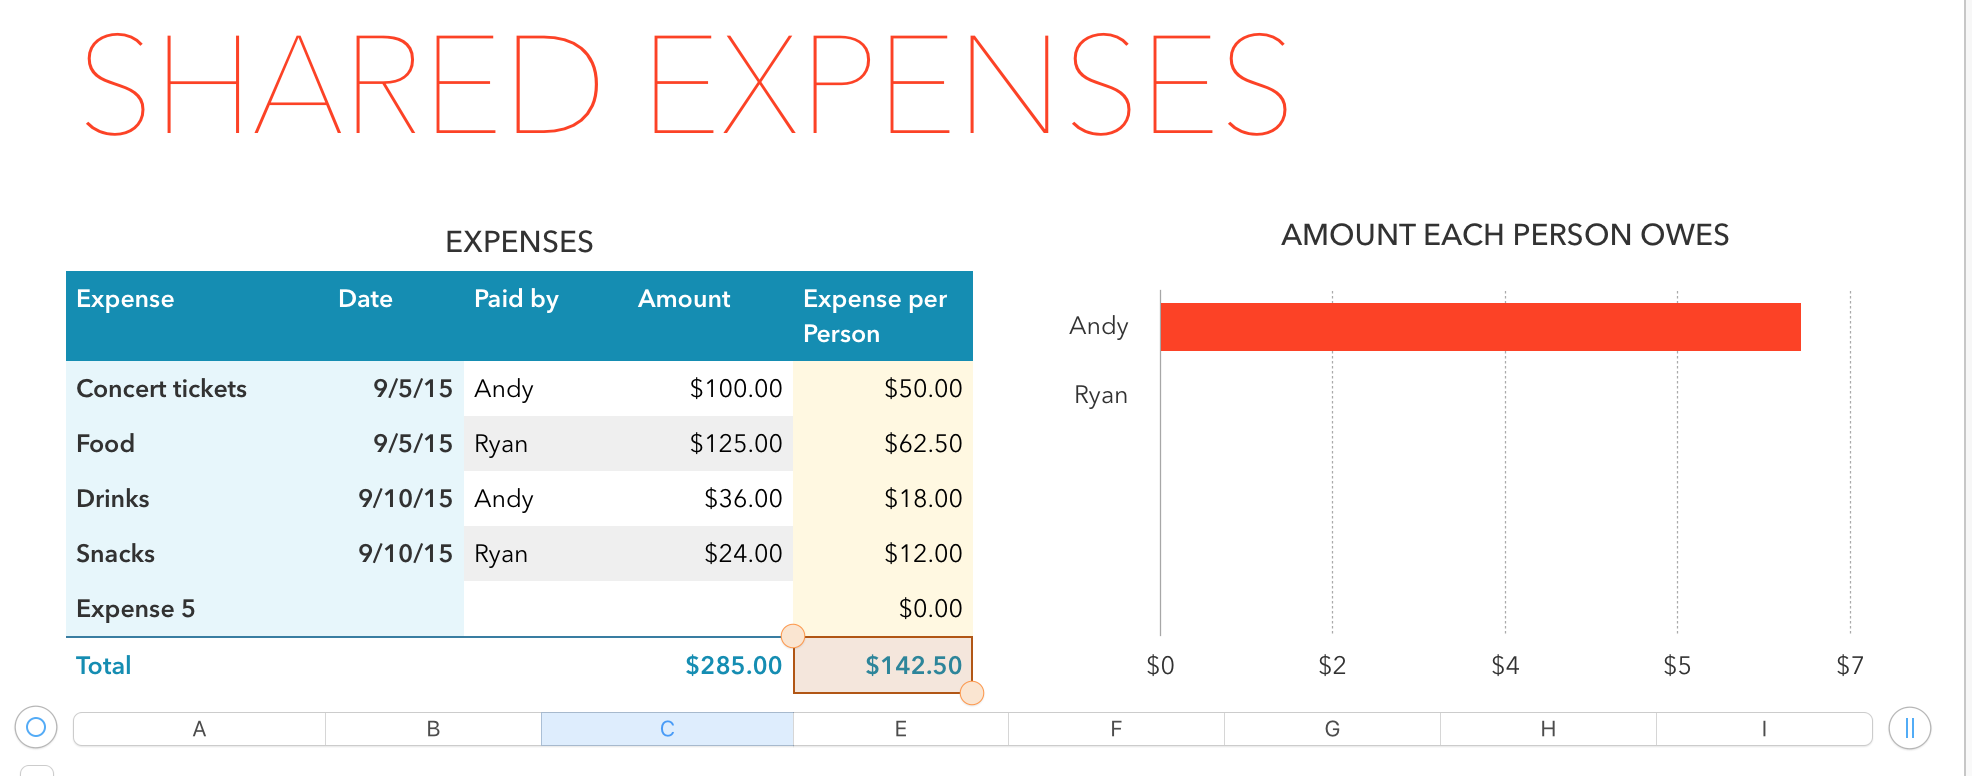 SHARED EXPENSES
EXPENSES
Expense Date Paid by Amount Expense per
Person
Concert tickets 9/5/15 Andy $100.00 $50.00
Food 9/5/15 Ryan $125.00 $62.50
Drinks 9/10/15 Andy $36.00 $18.00
Snacks 9/10/15 Ryan $24.00 $12.00
Expense 5 $0.00
Total $285.00 $142.50
AMOUNT EACH PERSON OWES
Andy
Ryan
$0 $2 $4 $5 $7
A B C E F G H I